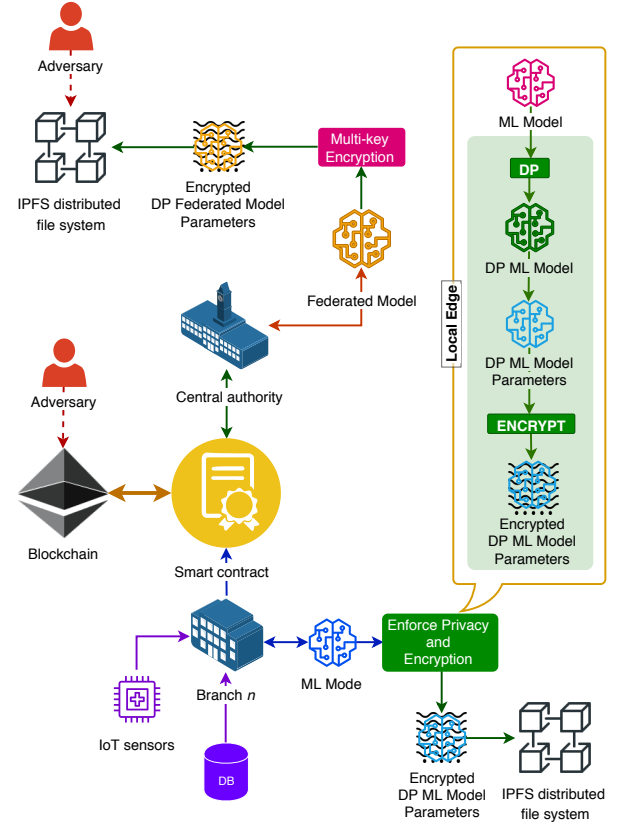 Adversary
IPFS distributed
file system
Encrypted
DP Federated Model
Parameters
Multi-key
Encryption
Federated Model
Central authority
Adversary
Blockchain
Smart contract
Branch n
IoT sensors
DB
ML Mode
Enforce Privacy
and
Encryption
Encrypted
DP ML Model
Parameters
IPFS distributed
file system
Local Edge
ML Model
DP
DP ML Model
DP ML Model
Parameters
ENCRYPT
Encrypted
DP ML Model
Parameters